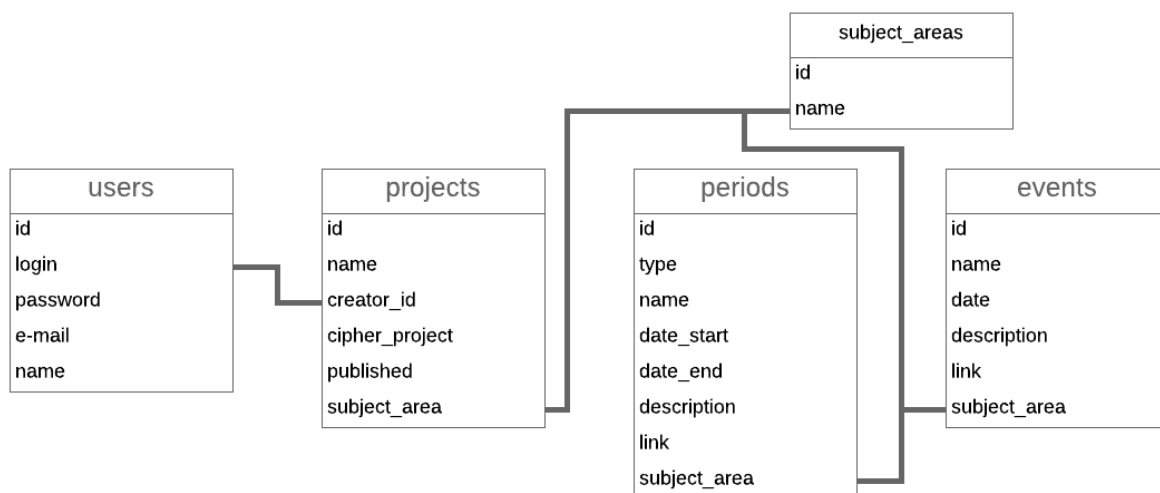 subject_areas
id
name
users
id
login
password
e-mail
name
projects
id
name
creator_id
cipher_project
published
subject_area
periods
id
type
name
date_start
date_end
description
link
subject_area
events
id
name
date
description
link
subject_area